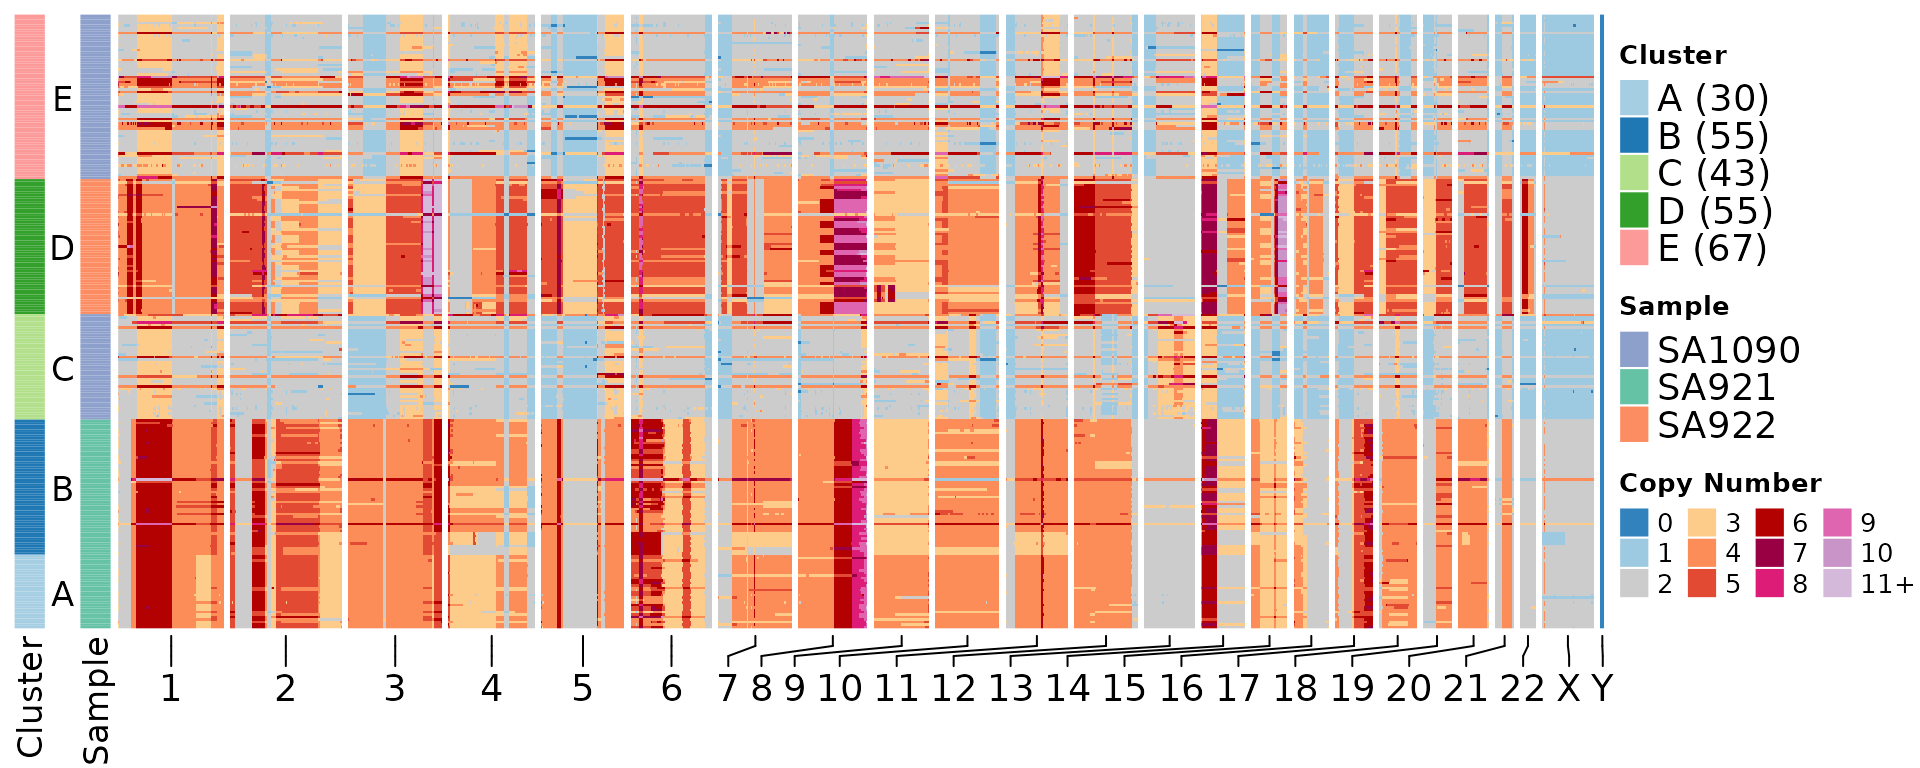 E
D
C
B
A
Cluster
Sample
1 2 3 4 5 6 7 8 9 10 11 12 13 14 15 16 17 18 19 20 21 22 X Y
Cluster
A (30)
B (55)
C (43)
D (55)
E (67)
Sample
SA1090
SA921
SA922
Copy Number
0 3 6 9
1 4 7 10
2 5 8 11+